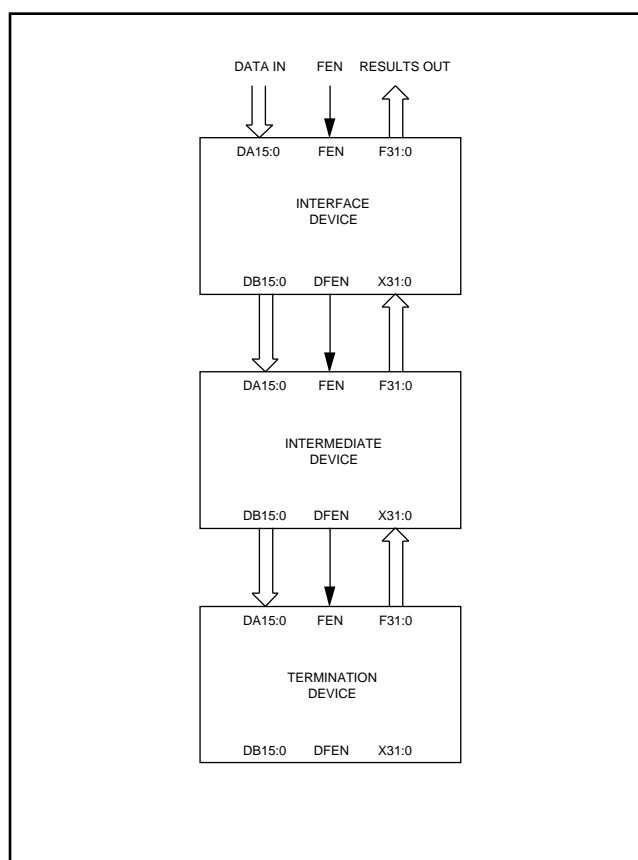 DATA IN FEN RESULTS OUT
DA15:0 FEN F31:0
INTERFACE
DEVICE
DB15:0 DFEN X31:0
DA15:0 FEN F31:0
INTERMEDIATE
DEVICE
DB15:0 DFEN X31:0
DA15:0 FEN F31:0
TERMINATION
DEVICE
DB15:0 DFEN X31:0